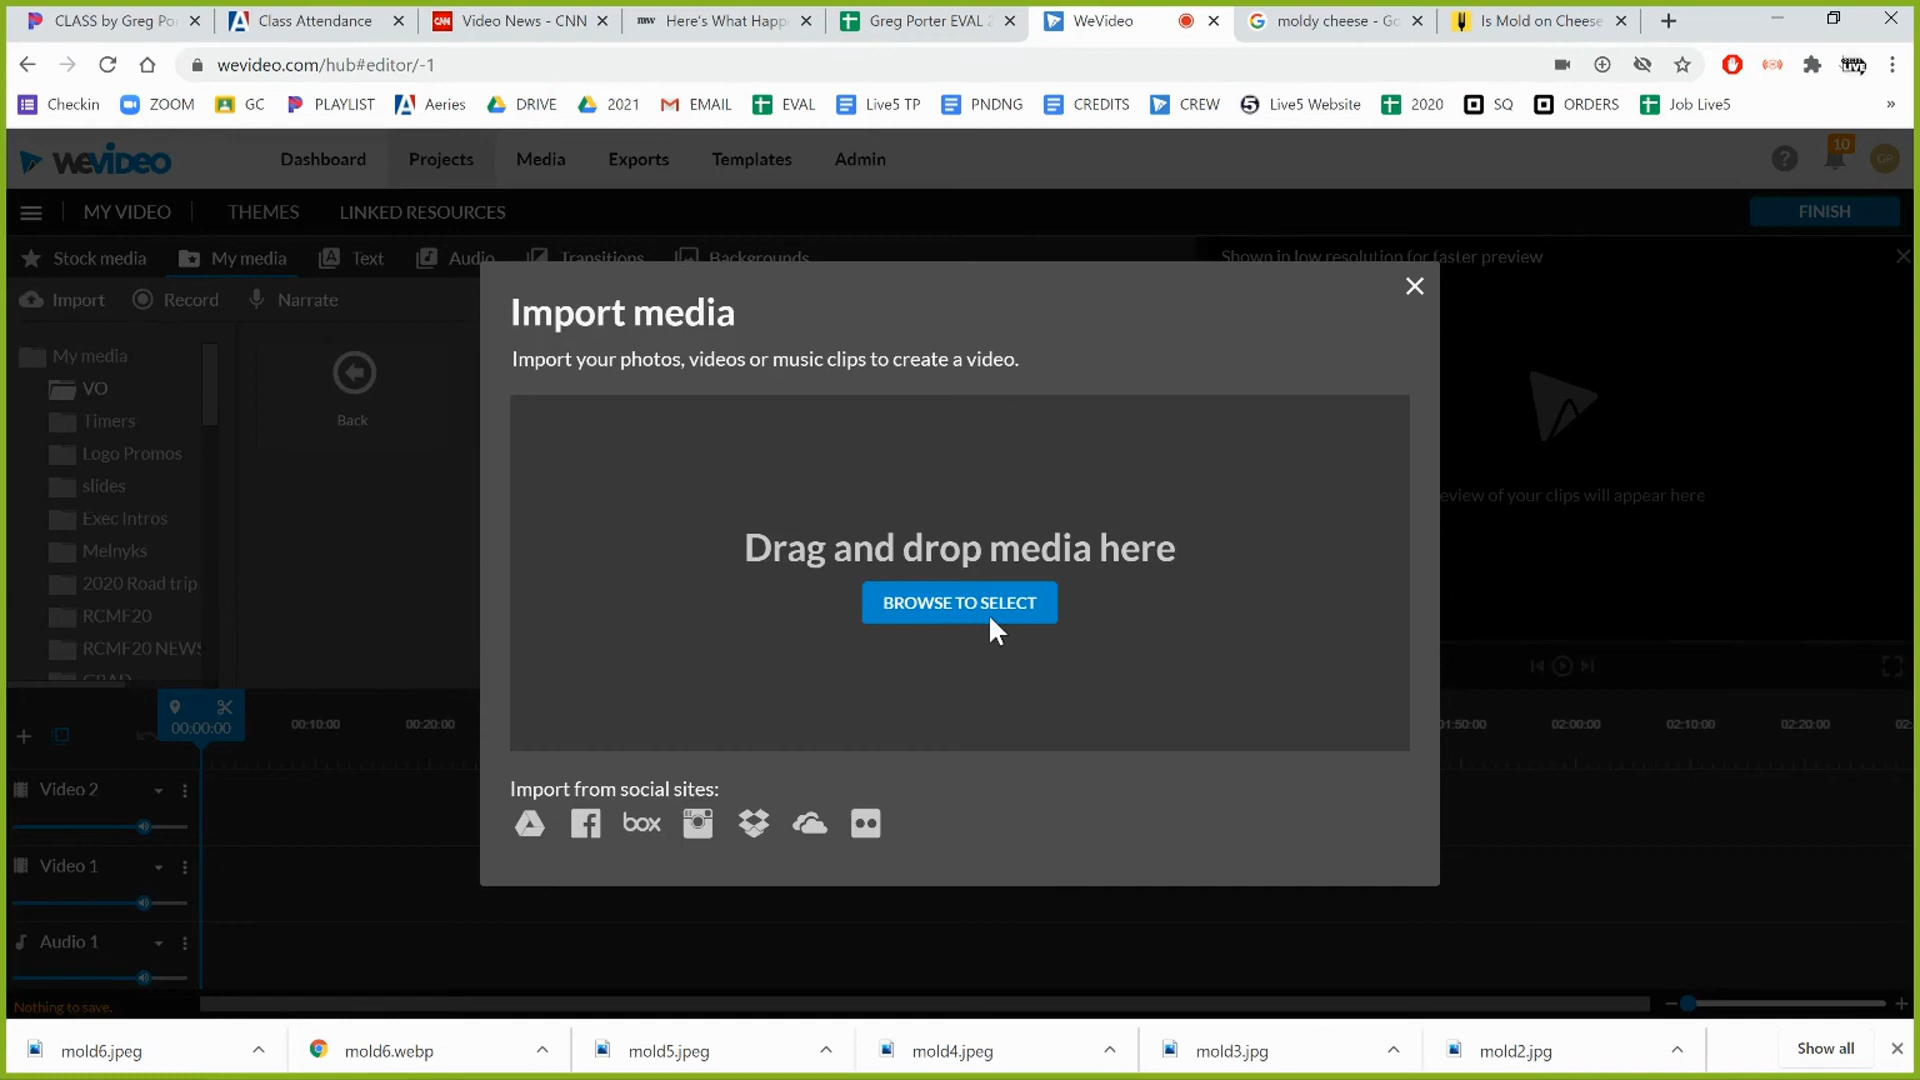 CLASS by Greg Por
Class Attendance
Video News - CNN
Here's What Happ
Greg Porter EVAL 2
WeVideo
moldy cheese - Go
Is Mold on Cheese
wevideo.com/hub#editor/-1
Checkin
ZOOM
GC
PLAYLIST
Aeries
DRIVE
2021
EMAIL
EVAL
Live5 TP
PNDNG
CREDITS
CREW
Live5 Website
2020
SQ
ORDERS
Job Live5
»
WEVIDEO
Dashboard
Projects
Media
Exports
Templates
Admin
10
GP
MY VIDEO
THEMES
LINKED RESOURCES
FINISH
Stock media
My media
Text
Audio
Transitions
Backgrounds
Shown in low resolution for faster preview
Import
Record
Narrate
Import media
Import your photos, videos or music clips to create a video.
My media
VO
Timers
Logo Promos
slides
Exec Intros
Melnyks
2020 Road trip
RCMF20
RCMF20 NEWS
GRAD
Back
Drag and drop media here
BROWSE TO SELECT
eview of your clips will appear here
Import from social sites:
box
00:00:00
00:10:00
00:20:00
01:50:00
02:00:00
02:10:00
02:20:00
02:
Video 2
Video 1
Audio 1
Nothing to save.
mold6.jpeg
mold6.webp
mold5.jpeg
mold4.jpeg
mold3.jpg
mold2.jpg
Show all